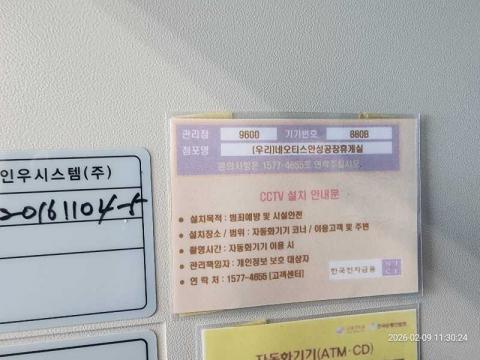 관리점 9600 기기번호 880B
점포명 (우리)네오티스안성공장휴게실
문의사항은 1577-4655로 연락주십시오
CCTV 설치 안내문
• 설치목적 : 범죄예방 및 시설안전
• 설치장소 / 범위 : 자동화기기 코너 / 이용고객 및 주변
• 촬영시간 : 자동화기기 이용 시
• 관리책임자 : 개인정보 보호 대상자
• 연 락 처 : 1577-4655 [고객센터]
한국전자금융
인우시스템(주)
20161104-5
자동화기기(ATM·CD)
2026-02-09 11:30:24